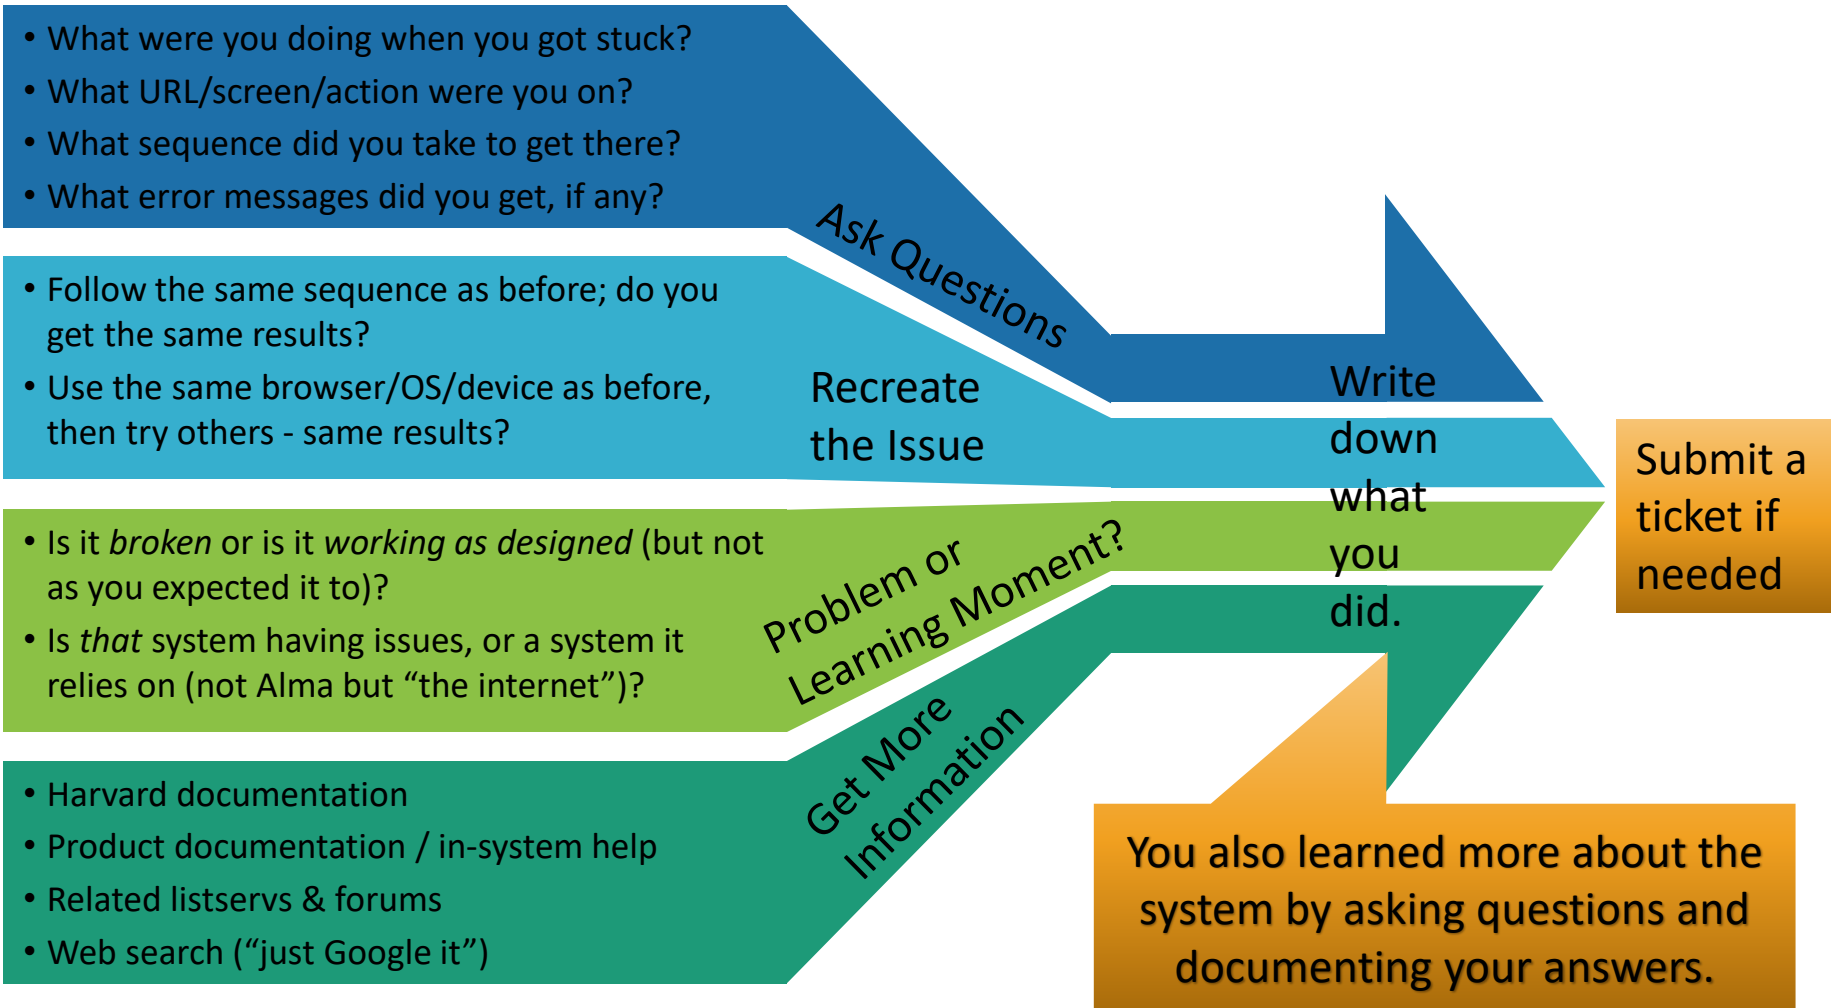 • What were you doing when you got stuck?
• What URL/screen/action were you on?
• What sequence did you take to get there?
• What error messages did you get, if any?
Ask Questions
• Follow the same sequence as before; do you
get the same results?
• Use the same browser/OS/device as before,
then try others - same results?
Recreate
the Issue
• Is it broken or is it working as designed (but not
as you expected it to)?
• Is that system having issues, or a system it
relies on (not Alma but “the internet”)?
Problem or
Learning Moment?
• Harvard documentation
• Product documentation / in-system help
• Related listservs & forums
• Web search (“just Google it”)
Get More
Information
Write
down
what
you
did.
Submit a
ticket if
needed
You also learned more about the
system by asking questions and
documenting your answers.